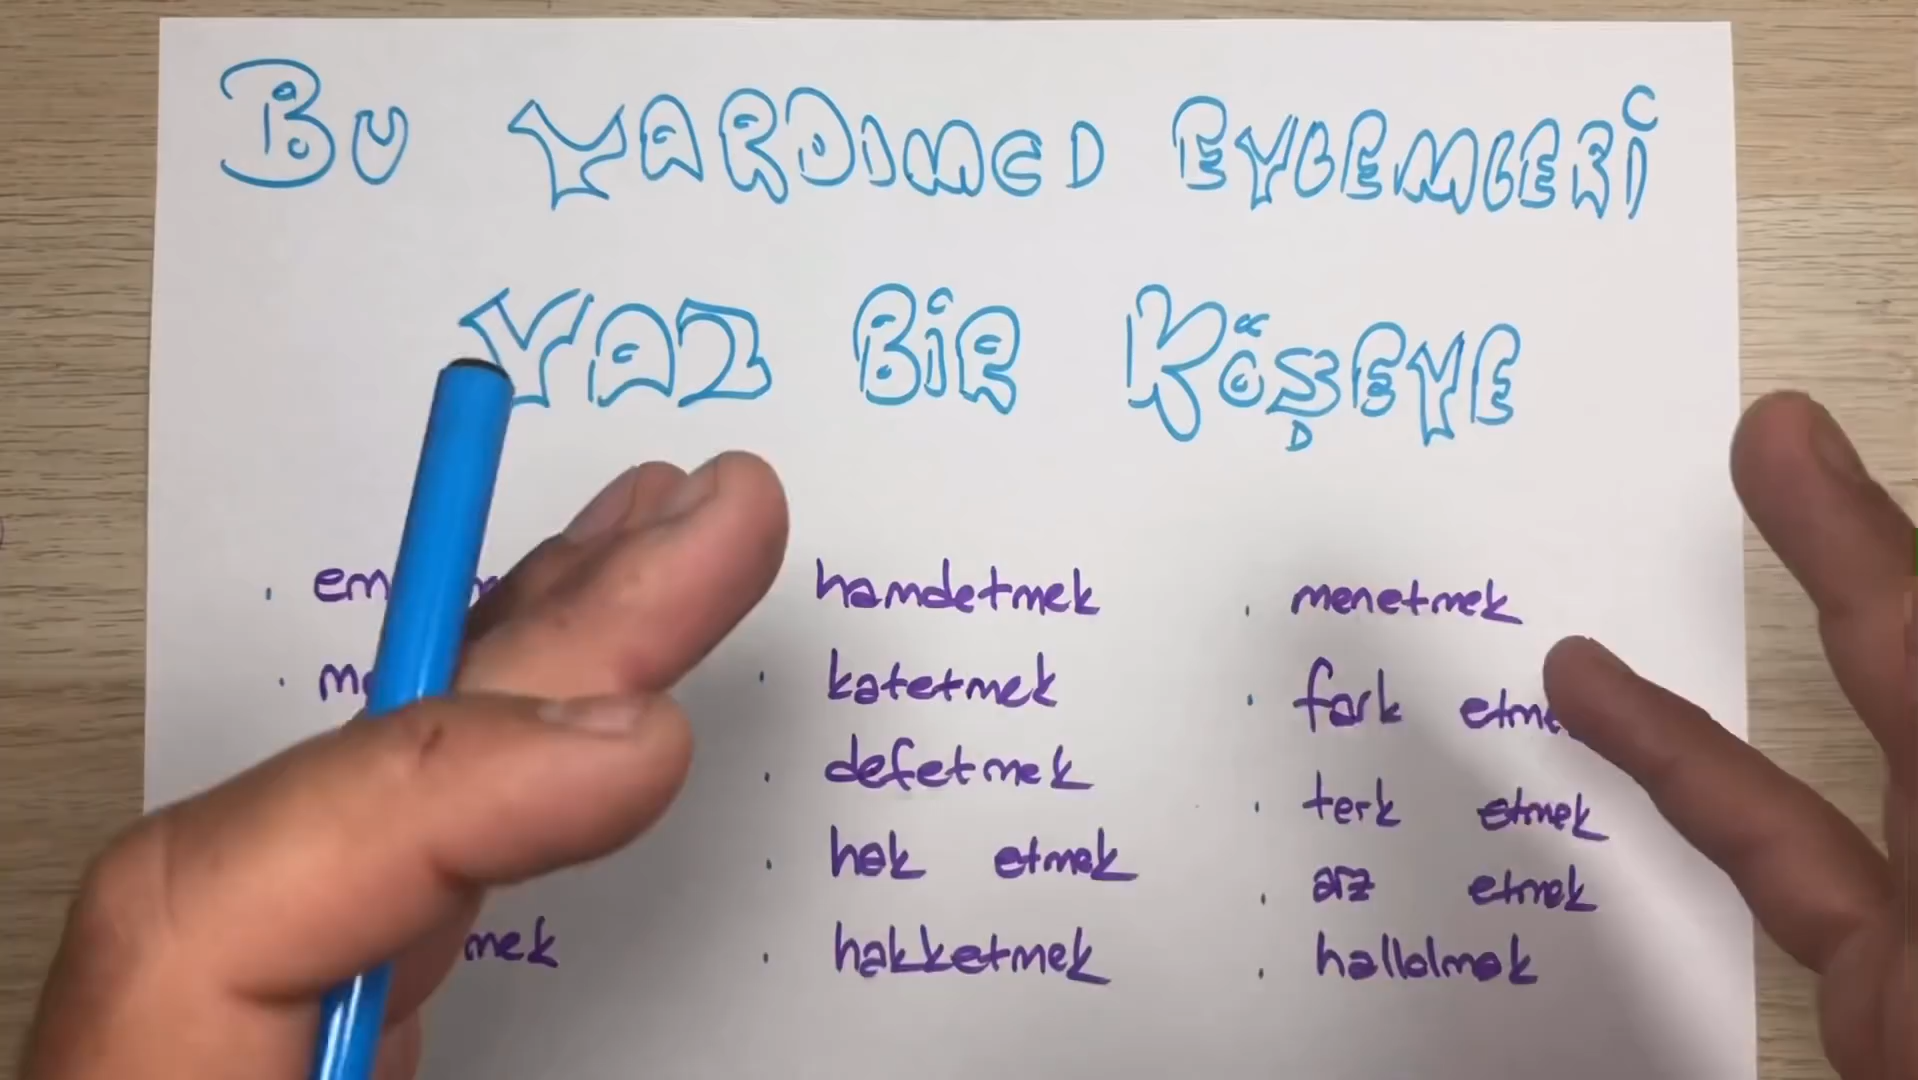 BU YARDIMCI EYLEMLERİ
YAZ BİR KÖŞEYE
hamdetmek
katetmek
defetmek
hak etmek
hakketmek
menetmek
fark
terk etmek
arz etmek
hallolmak